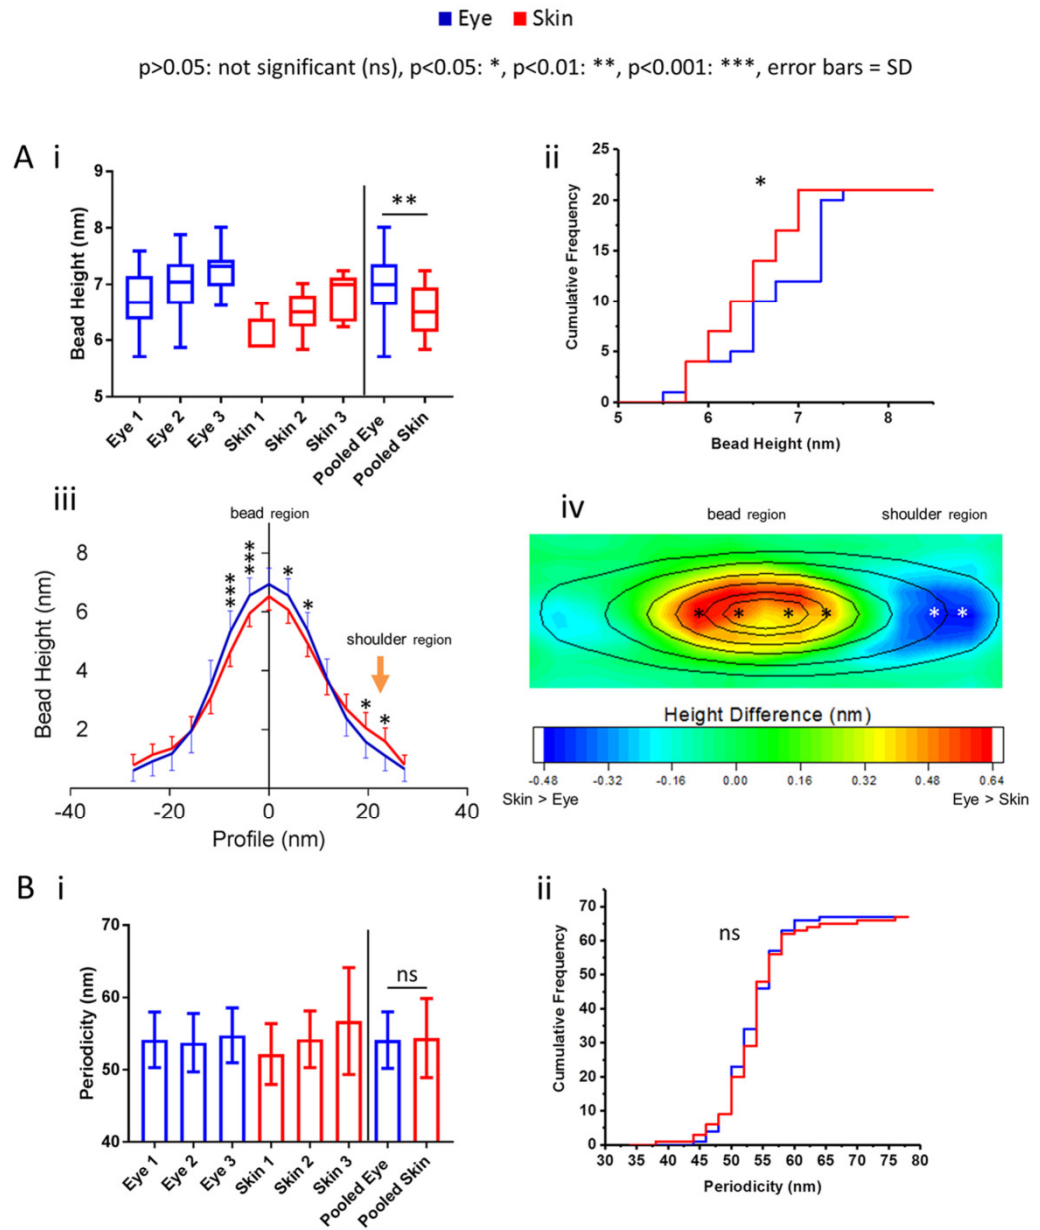 Eye Skin
p>0.05: not significant (ns), p<0.05: *, p<0.01: **, p<0.001: ***, error bars = SD
A i
9
8
7
6
5
Bead Height (nm)
**
Eye 1 Eye 2 Eye 3 Skin 1 Skin 2 Skin 3 Pooled Eye Pooled Skin
ii
25
20
15
10
5
0
Cumulative Frequency
*
5 6 7 8
Bead Height (nm)
iii
bead region
8
6
4
2
Bead Height (nm)
*** *** * *
shoulder region
* *
-40 -20 0 20 40
Profile (nm)
iv
bead region shoulder region
* * * * * *
Height Difference (nm)
-0.48 -0.32 -0.16 0.00 0.16 0.32 0.48 0.64
Skin > Eye Eye > Skin
B i
70
60
50
40
Periodicity (nm)
ns
Eye 1 Eye 2 Eye 3 Skin 1 Skin 2 Skin 3 Pooled Eye Pooled Skin
ii
70
60
50
40
30
20
10
0
Cumulative Frequency
ns
30 35 40 45 50 55 60 65 70 75 80
Periodicity (nm)